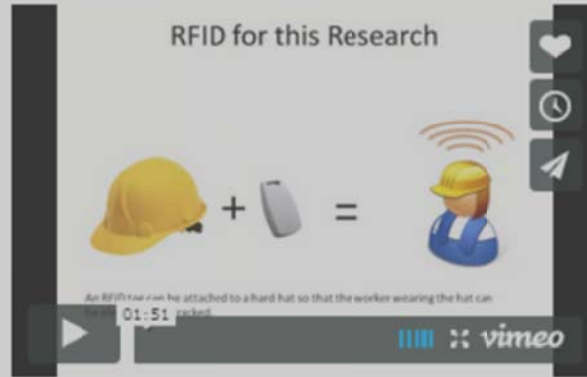 RFID for this Research
+
=
An RFID tag can be attached to a hard hat so that the worker wearing the hat can
01:51
racked.
vimeo